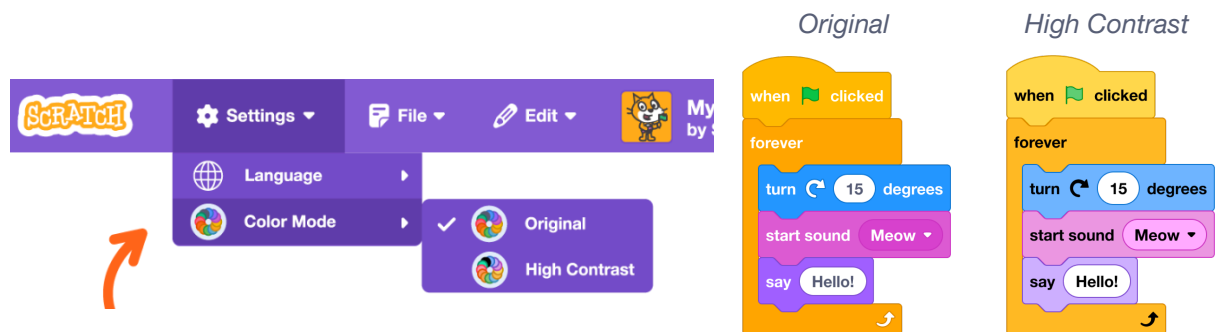 SCRATCH
Settings
File
Edit
My
by S
Language
Color Mode
Original
High Contrast
Original
when clicked
forever
turn 15 degrees
start sound Meow
say Hello!
High Contrast
when clicked
forever
turn 15 degrees
start sound Meow
say Hello!